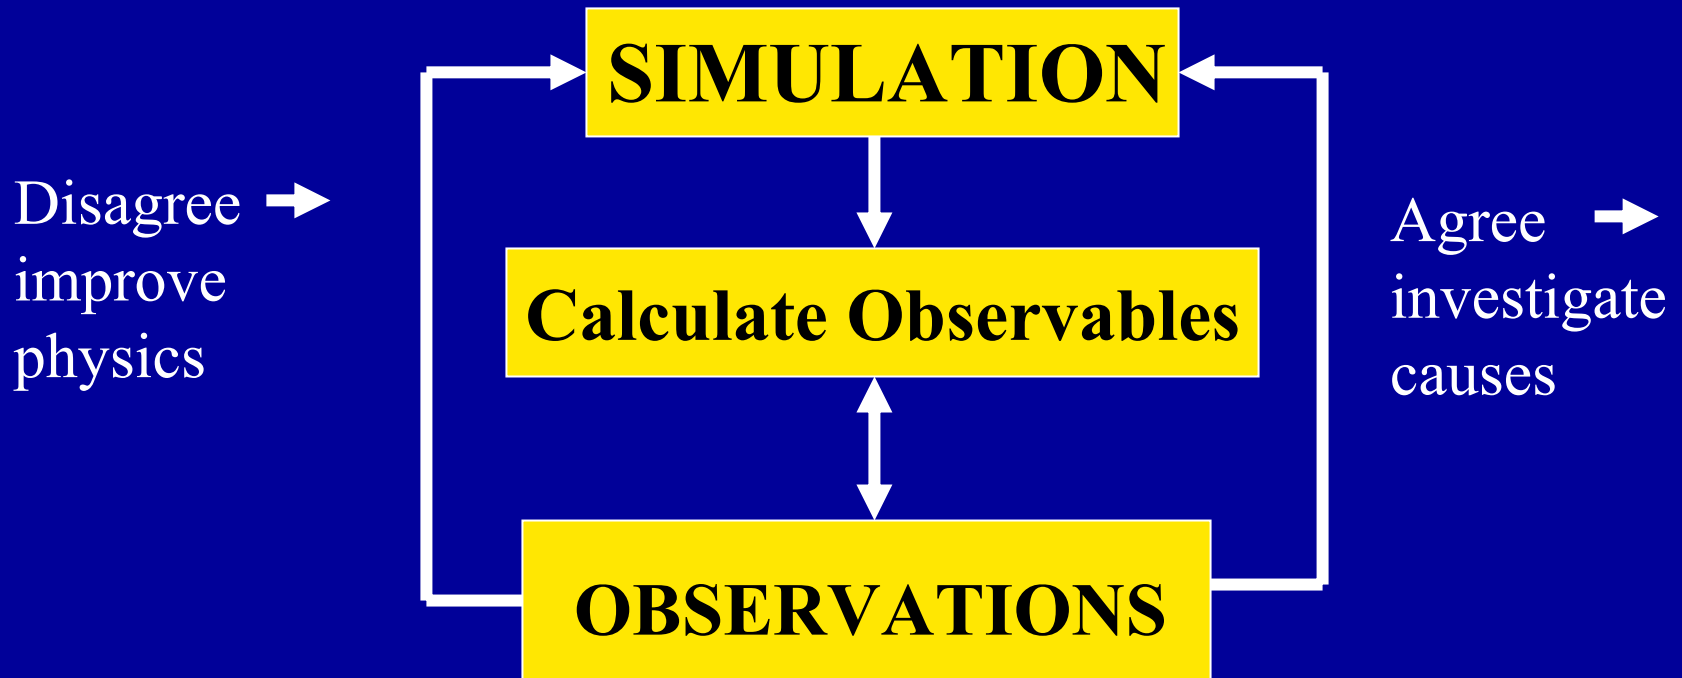 SIMULATION
Disagree
improve
physics
Calculate Observables
Agree
investigate
causes
OBSERVATIONS